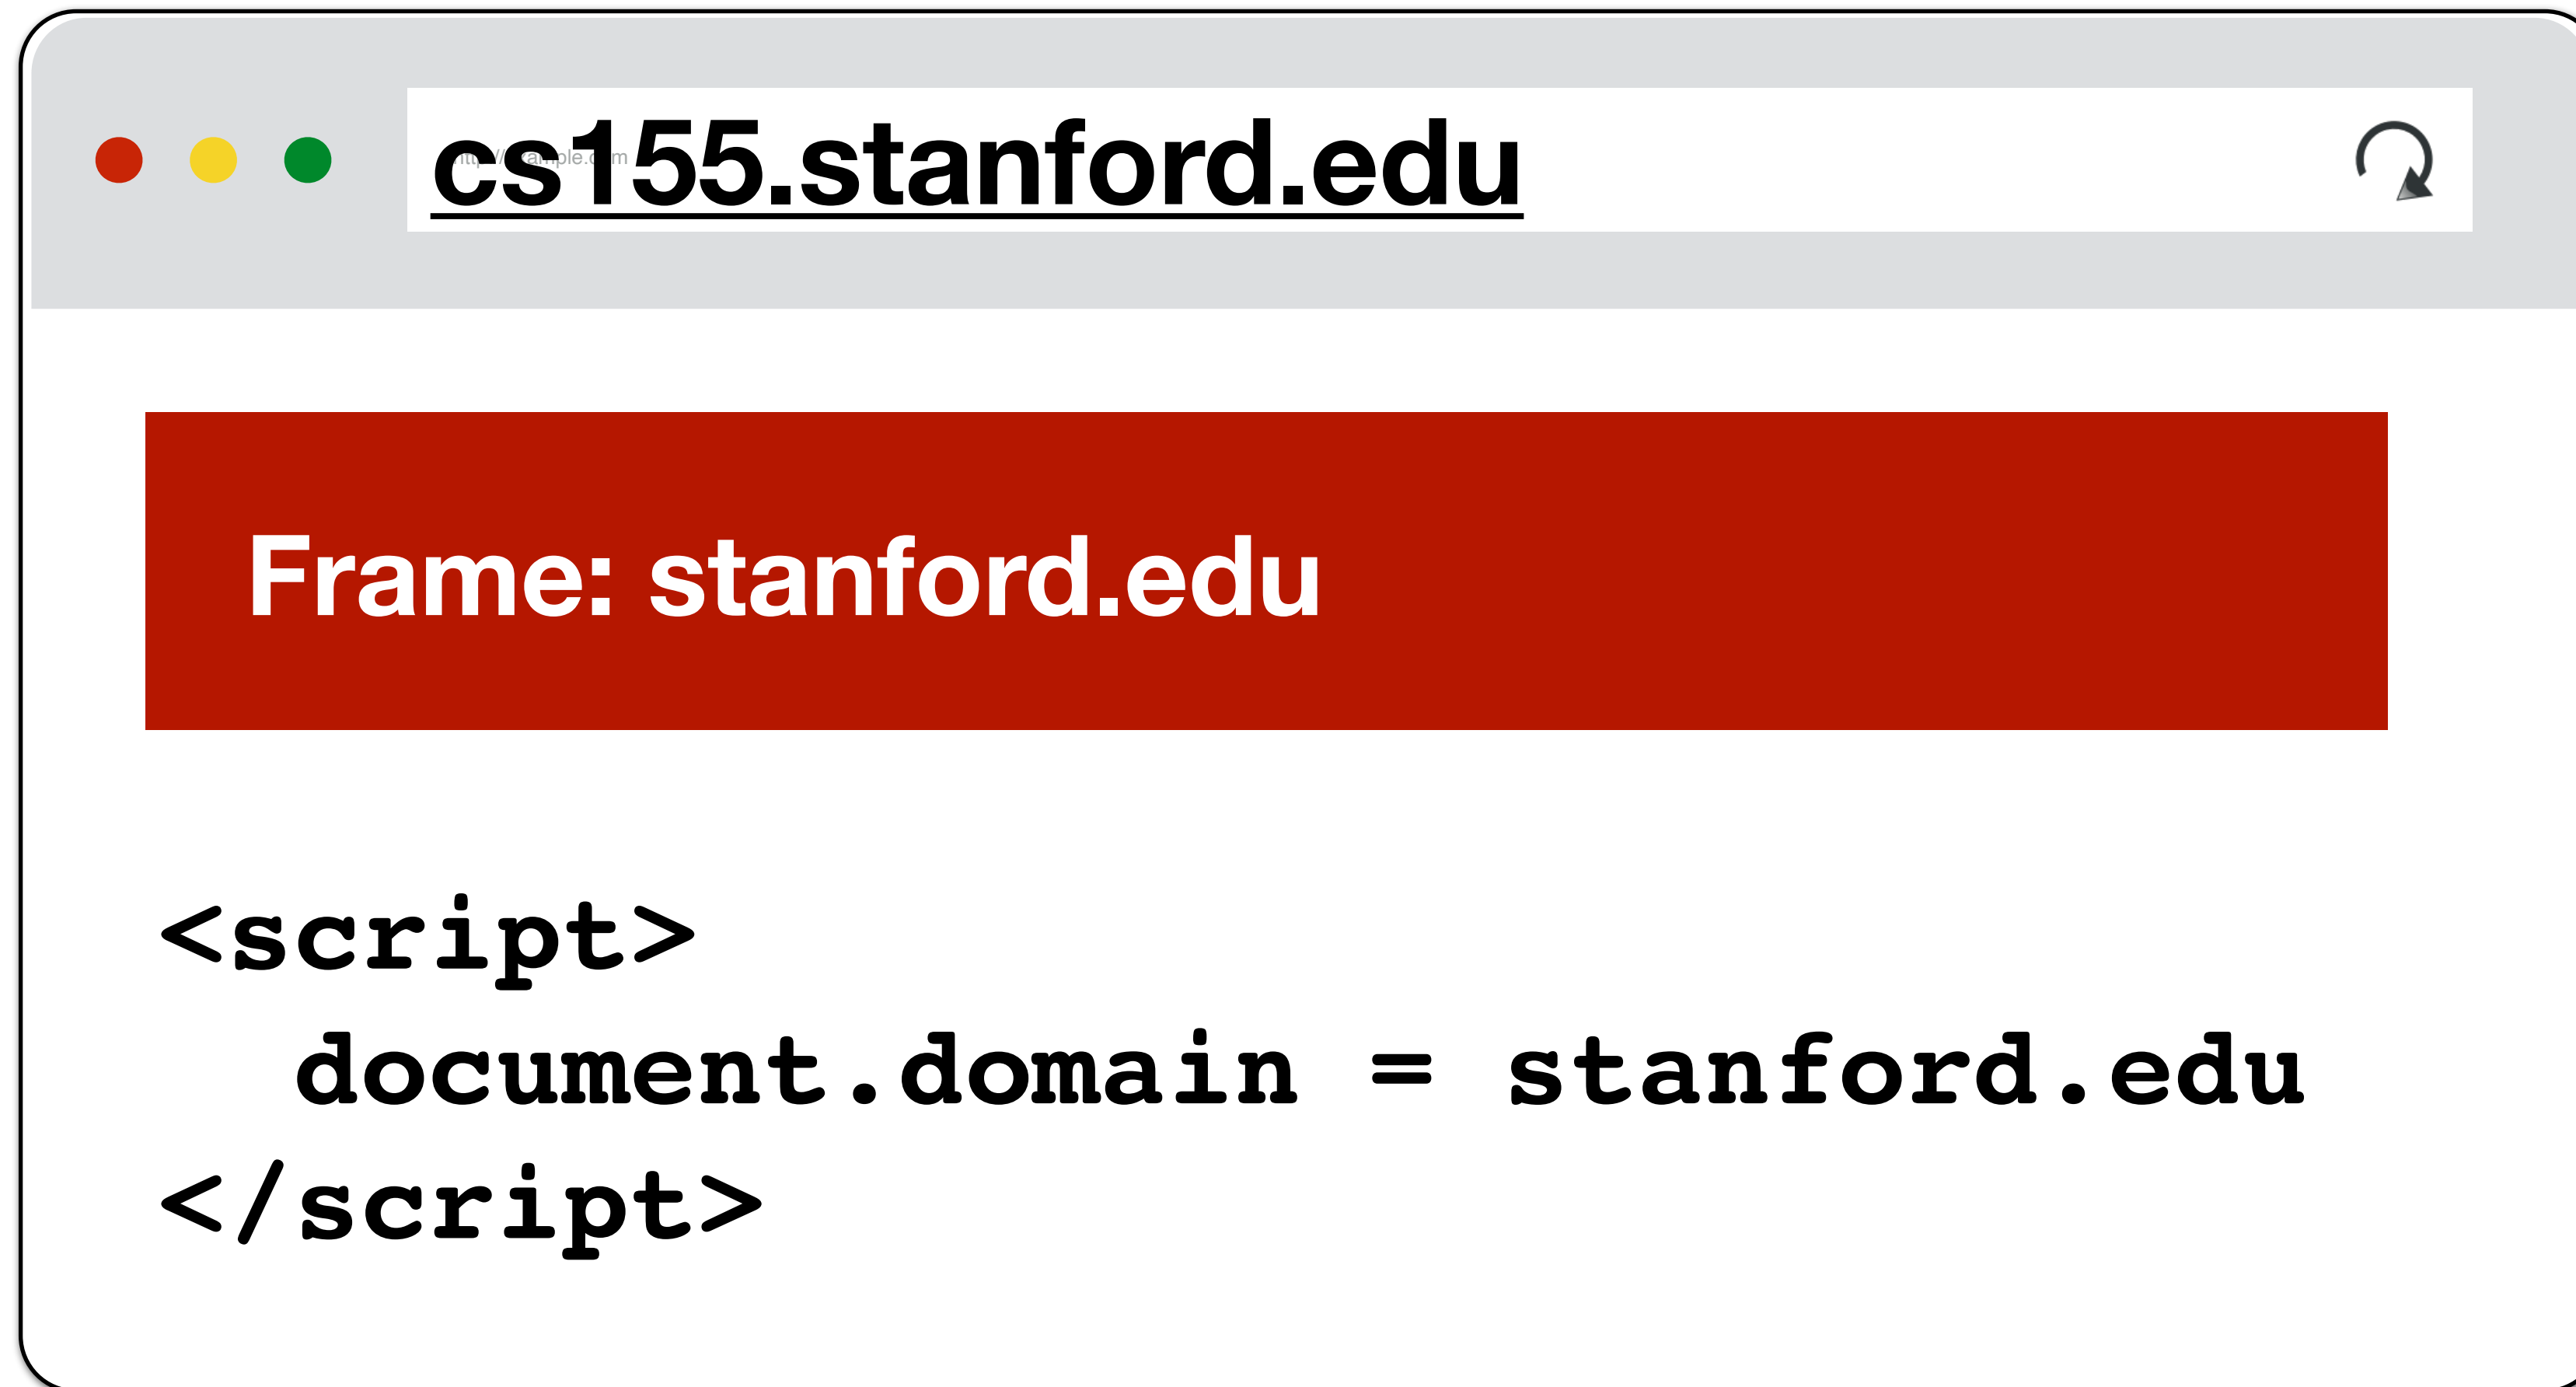 cs155.stanford.edu
Frame: stanford.edu
<script>
document.domain = stanford.edu
</script>